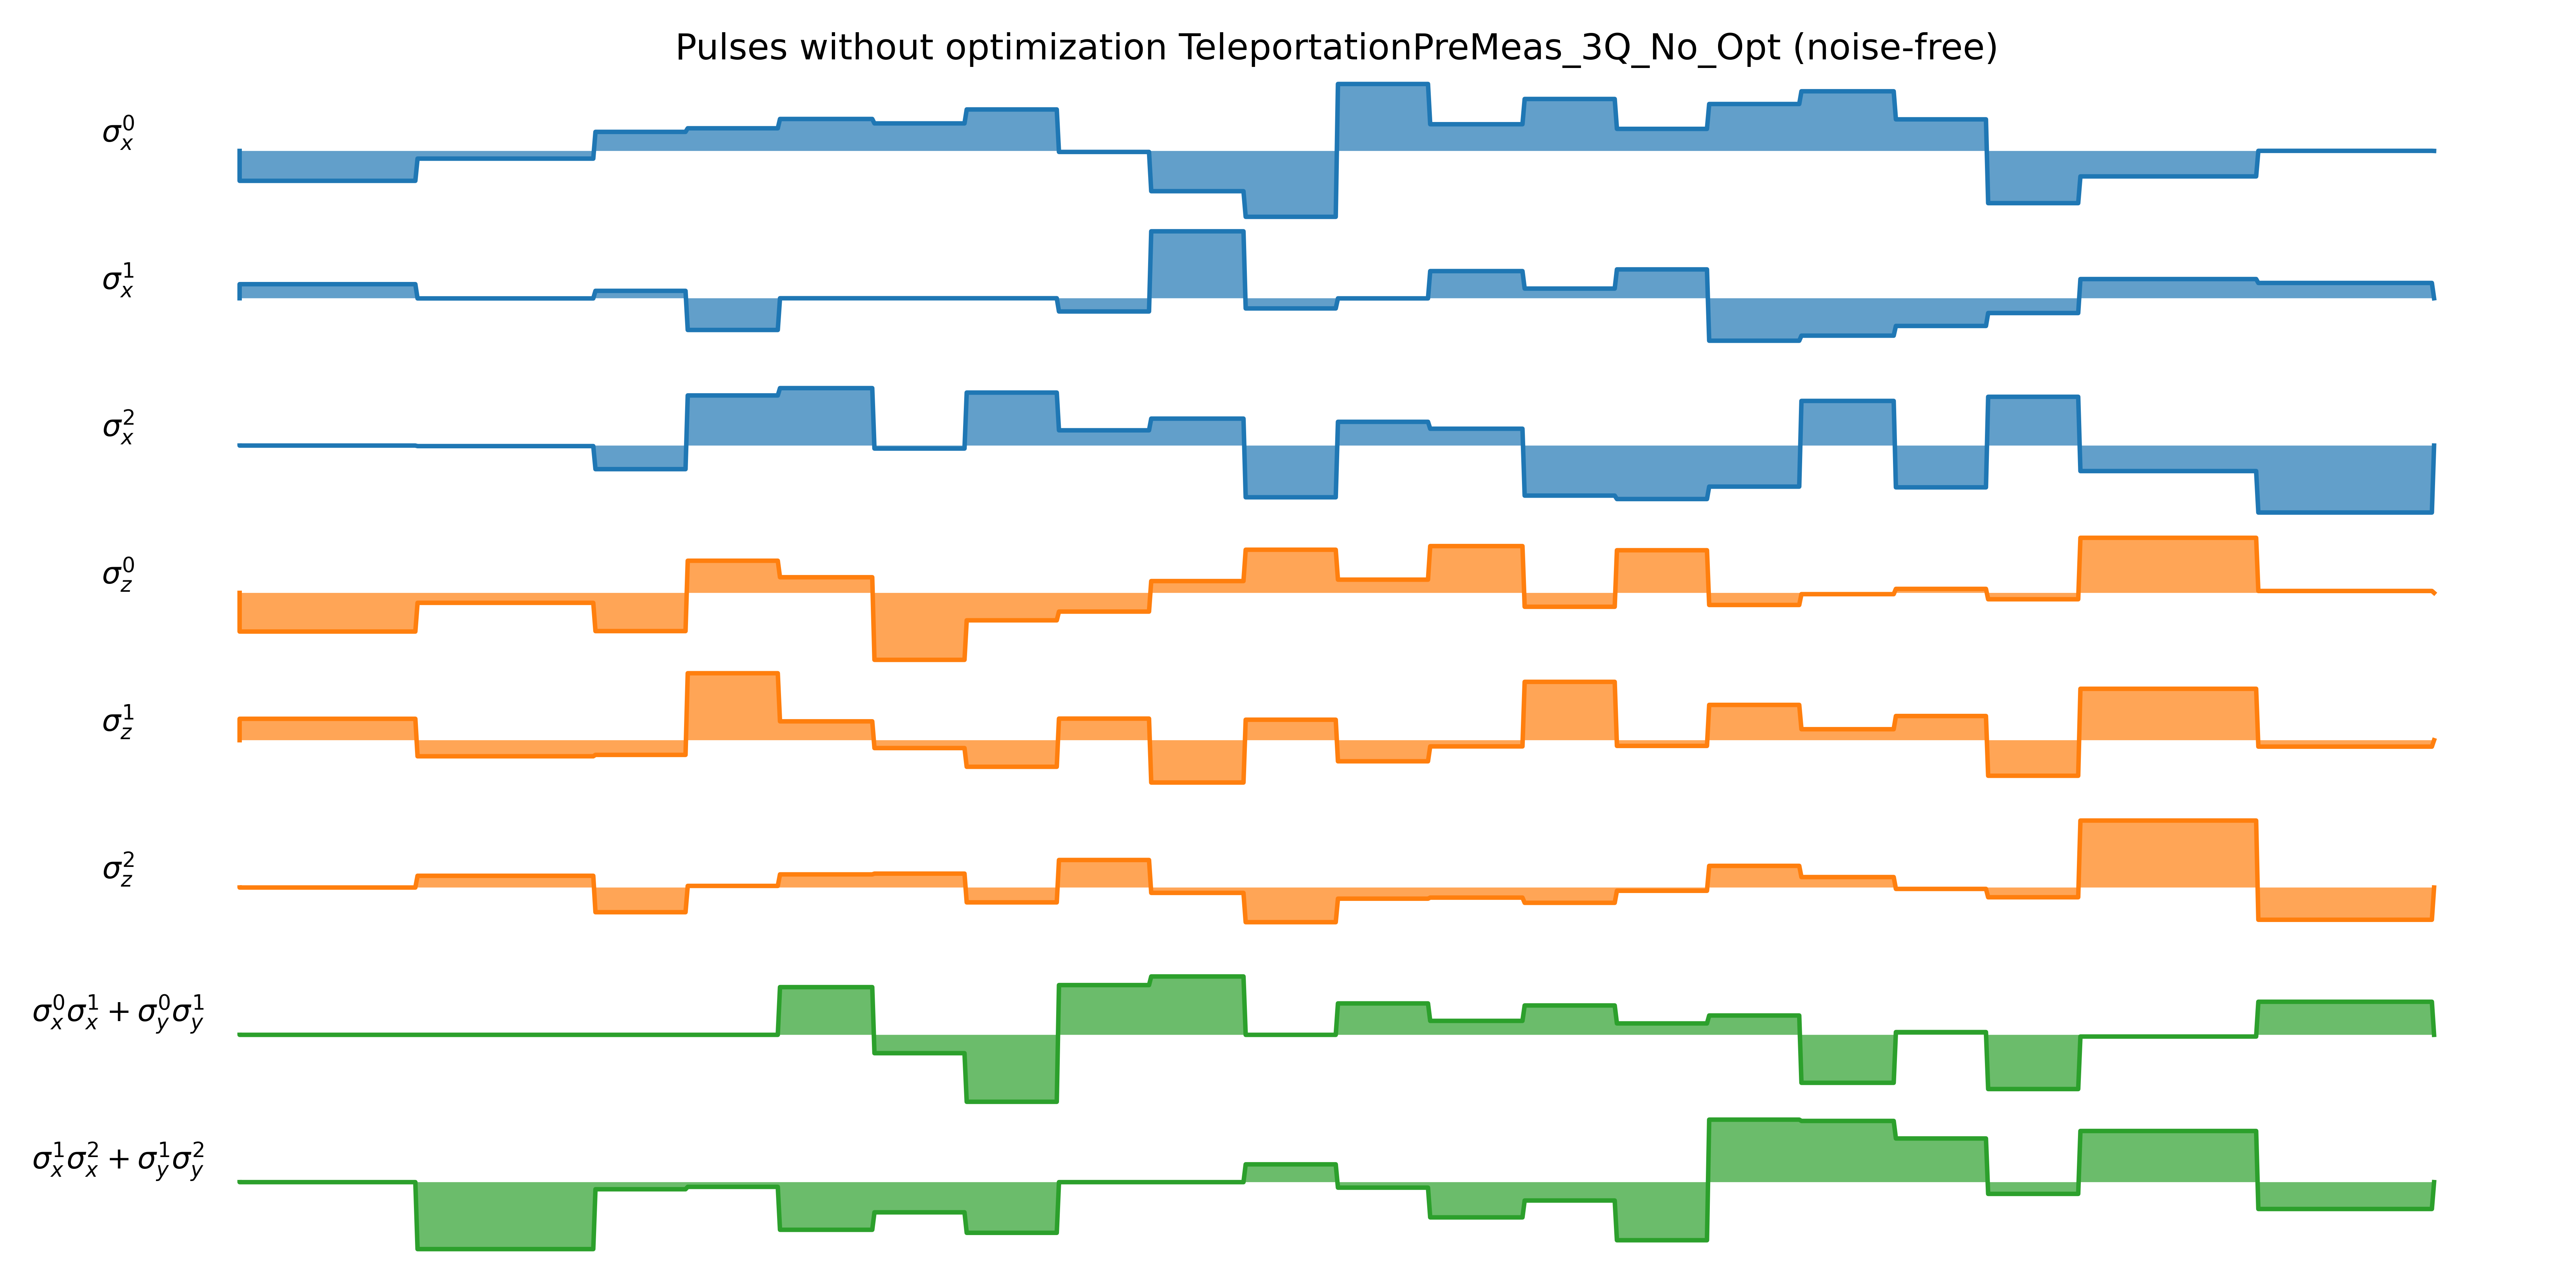 Pulses without optimization TeleportationPreMeas_3Q_No_Opt (noise-free)
σ_x^0
σ_x^1
σ_x^2
σ_z^0
σ_z^1
σ_z^2
σ_x^0σ_x^1 + σ_y^0σ_y^1
σ_x^1σ_x^2 + σ_y^1σ_y^2